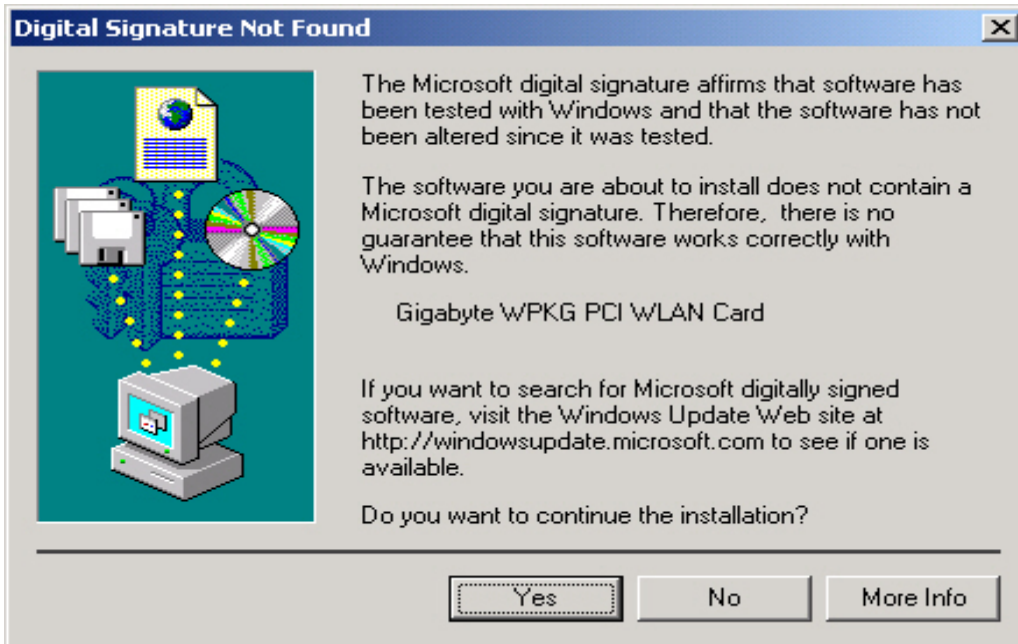 Digital Signature Not Found
The Microsoft digital signature affirms that software has
been tested with Windows and that the software has not
been altered since it was tested.
The software you are about to install does not contain a
Microsoft digital signature. Therefore,  there is no
guarantee that this software works correctly with
Windows.
Gigabyte WPKG PCI WLAN Card
If you want to search for Microsoft digitally signed
software, visit the Windows Update Web site at
http://windowsupdate.microsoft.com to see if one is
available.
Do you want to continue the installation?
Yes No More Info